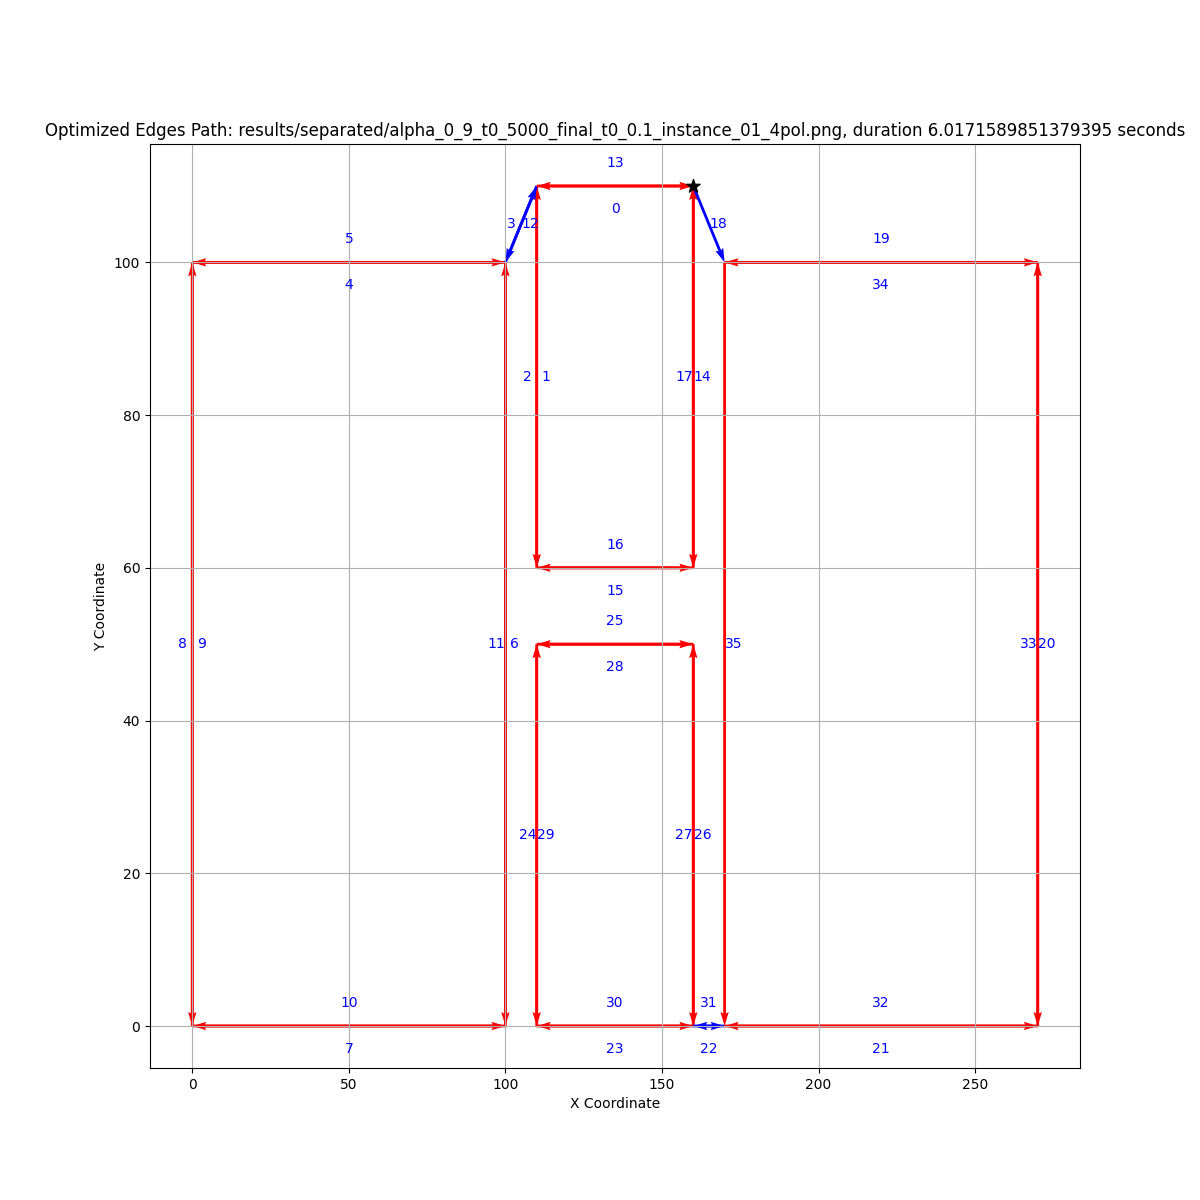 Optimized Edges Path: results/separated/alpha_0_9_t0_5000_final_t0_0.1_instance_01_4pol.png, duration 6.0171589851379395 seconds
13
0
3 12 18
5 19
100
4 34
80
2 1 17 14
60
16
15
25
Y Coordinate
8 9 11 6 35 33 20
28
40
24 29 27 26
20
10 30 31 32
0
7 23 22 21
0 50 100 150 200 250
X Coordinate